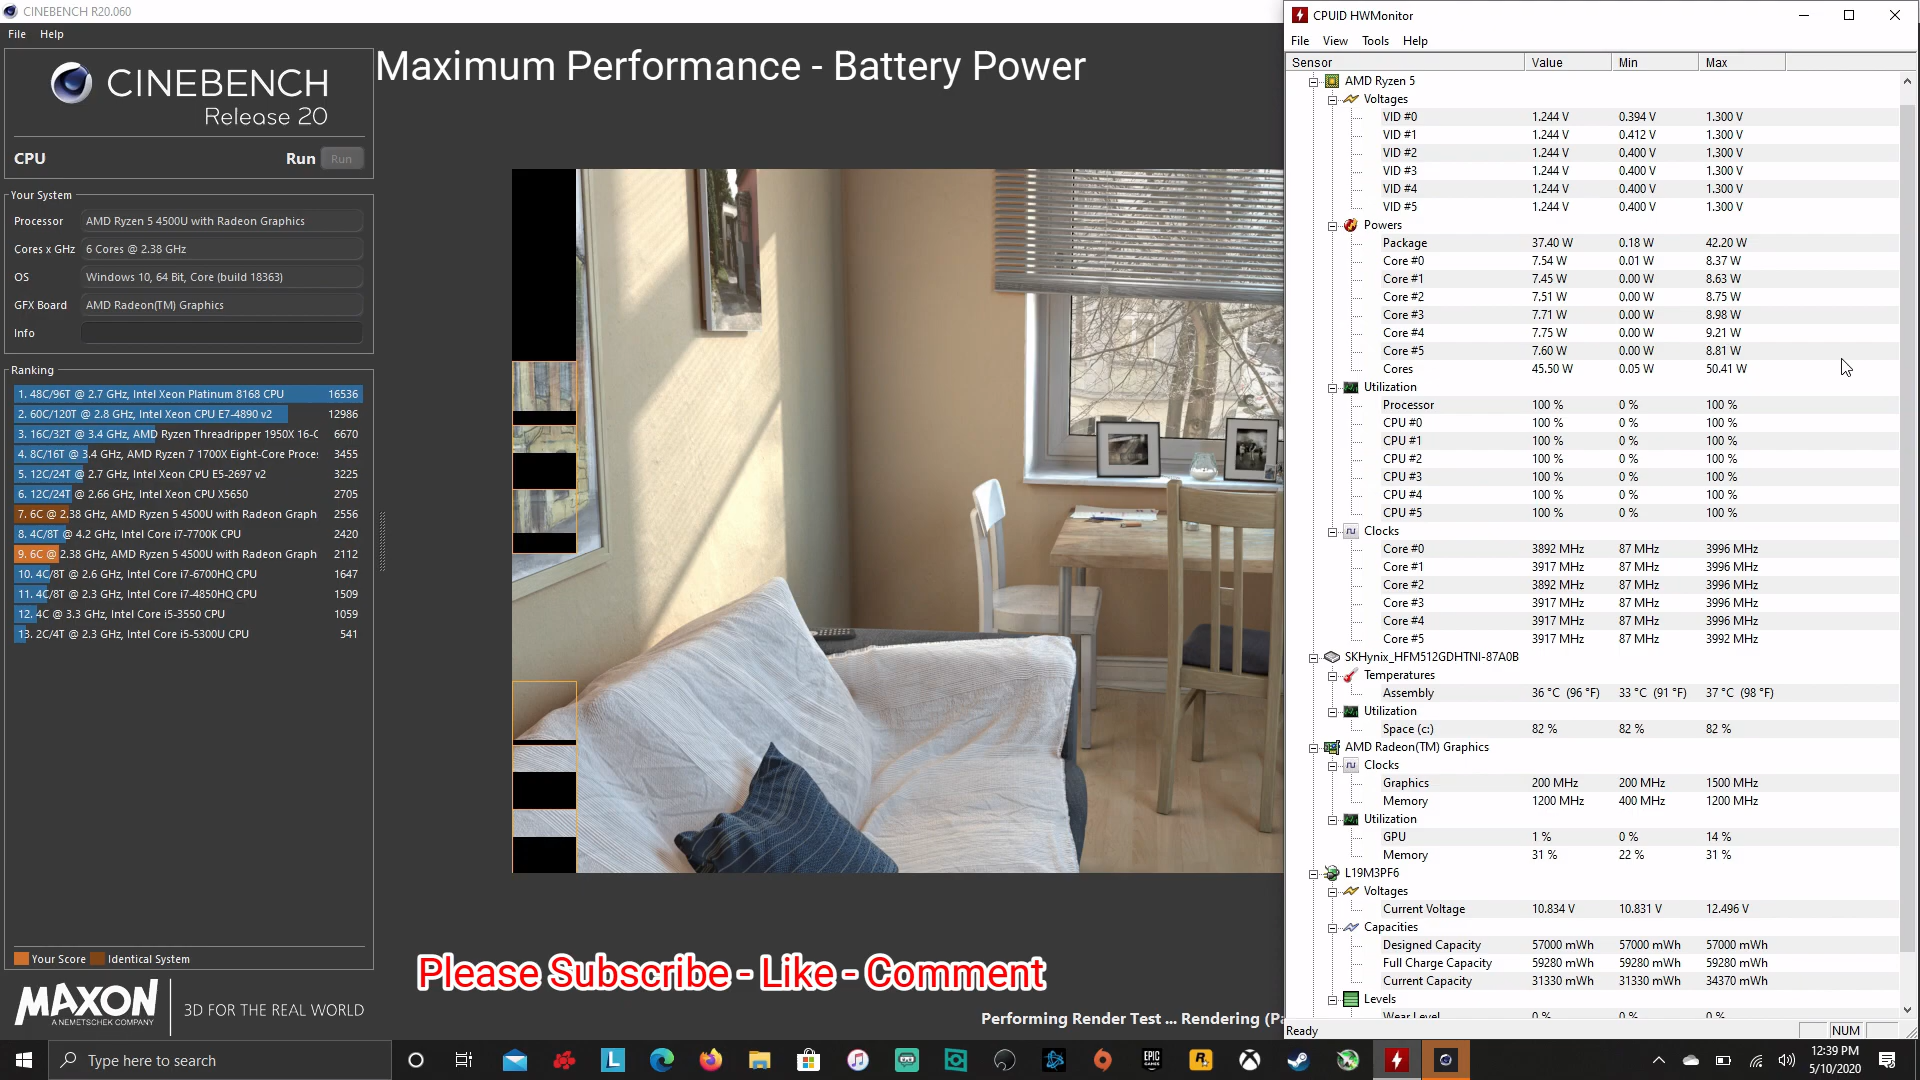 CINEBENCH R20.060
File Help
Maximum Performance - Battery Power
CINEBENCH
Release 20
CPU Run Run
Your System
Processor AMD Ryzen 5 4500U with Radeon Graphics
Cores x GHz 6 Cores @ 2.38 GHz
OS Windows 10, 64 Bit, Core (build 18363)
GFX Board AMD Radeon(TM) Graphics
Info
Ranking
1. 48C/96T @ 2.7 GHz, Intel Xeon Platinum 8168 CPU 16536
2. 60C/120T @ 2.8 GHz, Intel Xeon CPU E7-4890 v2 12986
3. 16C/32T @ 3.4 GHz, AMD Ryzen Threadripper 1950X 16-C 6670
4. 8C/16T @ 3.4 GHz, AMD Ryzen 7 1700X Eight-Core Proces 3455
5. 12C/24T @ 2.7 GHz, Intel Xeon CPU E5-2697 v2 3225
6. 12C/24T @ 2.66 GHz, Intel Xeon CPU X5650 2705
7. 6C @ 2.38 GHz, AMD Ryzen 5 4500U with Radeon Graph 2556
8. 4C/8T @ 4.2 GHz, Intel Core i7-7700K CPU 2420
9. 6C @ 2.38 GHz, AMD Ryzen 5 4500U with Radeon Graph 2112
10. 4C/8T @ 2.6 GHz, Intel Core i7-6700HQ CPU 1647
11. 4C/8T @ 2.3 GHz, Intel Core i7-4850HQ CPU 1509
12. 4C @ 3.3 GHz, Intel Core i5-3550 CPU 1059
13. 2C/4T @ 2.3 GHz, Intel Core i5-5300U CPU 541
Your Score Identical System
MAXON
A NEMETSCHEK COMPANY
3D FOR THE REAL WORLD
Please Subscribe - Like - Comment
Performing Render Test ... Rendering (Pa
CPUID HWMonitor
File View Tools Help
Sensor Value Min Max
AMD Ryzen 5
Voltages
VID #0 1.244 V 0.394 V 1.300 V
VID #1 1.244 V 0.412 V 1.300 V
VID #2 1.244 V 0.400 V 1.300 V
VID #3 1.244 V 0.400 V 1.300 V
VID #4 1.244 V 0.400 V 1.300 V
VID #5 1.244 V 0.400 V 1.300 V
Powers
Package 37.40 W 0.18 W 42.20 W
Core #0 7.54 W 0.01 W 8.37 W
Core #1 7.45 W 0.00 W 8.63 W
Core #2 7.51 W 0.00 W 8.75 W
Core #3 7.71 W 0.00 W 8.98 W
Core #4 7.75 W 0.00 W 9.21 W
Core #5 7.60 W 0.00 W 8.81 W
Cores 45.50 W 0.05 W 50.41 W
Utilization
Processor 100 % 0 % 100 %
CPU #0 100 % 0 % 100 %
CPU #1 100 % 0 % 100 %
CPU #2 100 % 0 % 100 %
CPU #3 100 % 0 % 100 %
CPU #4 100 % 0 % 100 %
CPU #5 100 % 0 % 100 %
Clocks
Core #0 3892 MHz 87 MHz 3996 MHz
Core #1 3917 MHz 87 MHz 3996 MHz
Core #2 3892 MHz 87 MHz 3996 MHz
Core #3 3917 MHz 87 MHz 3996 MHz
Core #4 3917 MHz 87 MHz 3996 MHz
Core #5 3917 MHz 87 MHz 3992 MHz
SKHynix_HFM512GDHTNI-87A0B
Temperatures
Assembly 36 °C (96 °F) 33 °C (91 °F) 37 °C (98 °F)
Utilization
Space (c:) 82 % 82 % 82 %
AMD Radeon(TM) Graphics
Clocks
Graphics 200 MHz 200 MHz 1500 MHz
Memory 1200 MHz 400 MHz 1200 MHz
Utilization
GPU 1 % 0 % 14 %
Memory 31 % 22 % 31 %
L19M3PF6
Voltages
Current Voltage 10.834 V 10.831 V 12.496 V
Capacities
Designed Capacity 57000 mWh 57000 mWh 57000 mWh
Full Charge Capacity 59280 mWh 59280 mWh 59280 mWh
Current Capacity 31330 mWh 31330 mWh 34370 mWh
Levels
Wear Level 0 % 0 % 0 %
Ready NUM
Type here to search
L
EPIC GAMES
R
12:39 PM
5/10/2020